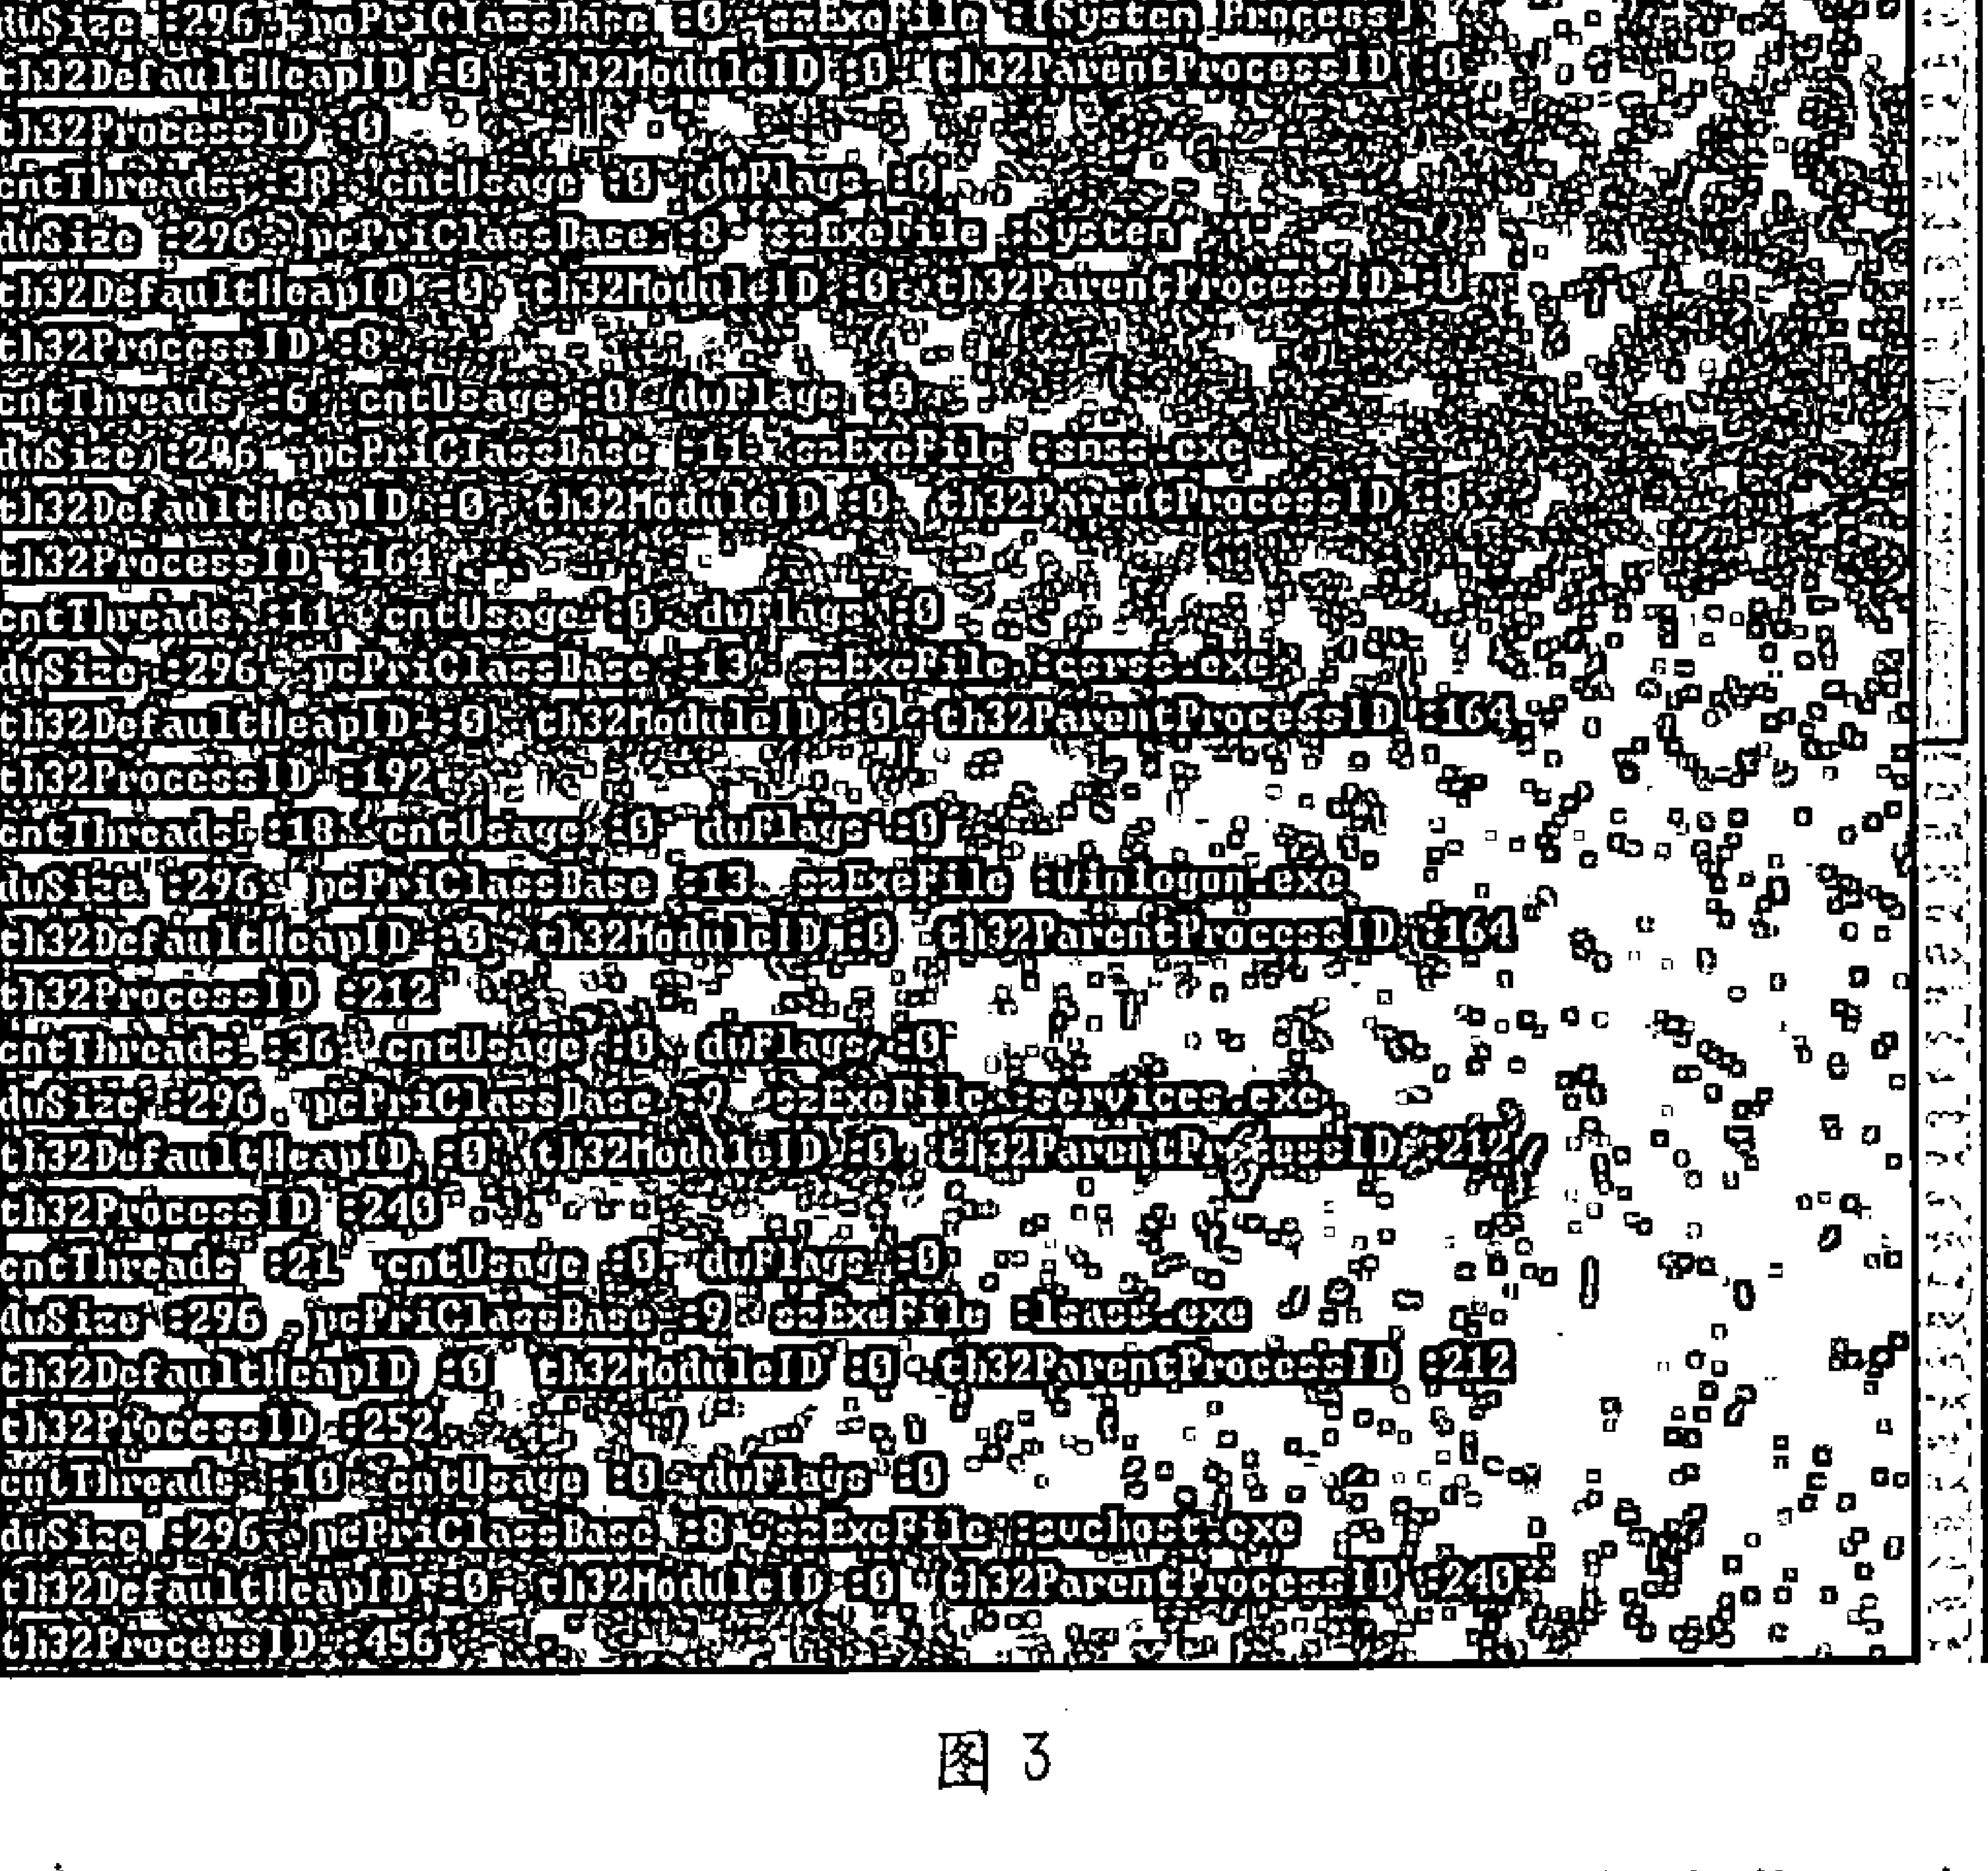 dwSize :296 pcPriClassBase :0 szExeFile :[System Process]
th32DefaultHeapID :0 th32ModuleID :0 th32ParentProcessID :0
th32ProcessID :0
cntThreads :38 cntUsage :0 dwFlags :0
dwSize :296 pcPriClassBase :8 szExeFile :System
th32DefaultHeapID :0 th32ModuleID :0 th32ParentProcessID :0
th32ProcessID :8
cntThreads :6 cntUsage :0 dwFlags :0
dwSize :296 pcPriClassBase :11 szExeFile :smss.exe
th32DefaultHeapID :0 th32ModuleID :0 th32ParentProcessID :8
th32ProcessID :164
cntThreads :11 cntUsage :0 dwFlags :0
dwSize :296 pcPriClassBase :13 szExeFile :csrss.exe
th32DefaultHeapID :0 th32ModuleID :0 th32ParentProcessID :164
th32ProcessID :192
cntThreads :18 cntUsage :0 dwFlags :0
dwSize :296 pcPriClassBase :13 szExeFile :winlogon.exe
th32DefaultHeapID :0 th32ModuleID :0 th32ParentProcessID :164
th32ProcessID :212
cntThreads :36 cntUsage :0 dwFlags :0
dwSize :296 pcPriClassBase :9 szExeFile :services.exe
th32DefaultHeapID :0 th32ModuleID :0 th32ParentProcessID :212
th32ProcessID :240
cntThreads :21 cntUsage :0 dwFlags :0
dwSize :296 pcPriClassBase :9 szExeFile :lsass.exe
th32DefaultHeapID :0 th32ModuleID :0 th32ParentProcessID :212
th32ProcessID :252
cntThreads :10 cntUsage :0 dwFlags :0
dwSize :296 pcPriClassBase :8 szExeFile :svchost.exe
th32DefaultHeapID :0 th32ModuleID :0 th32ParentProcessID :240
th32ProcessID :456
图 3